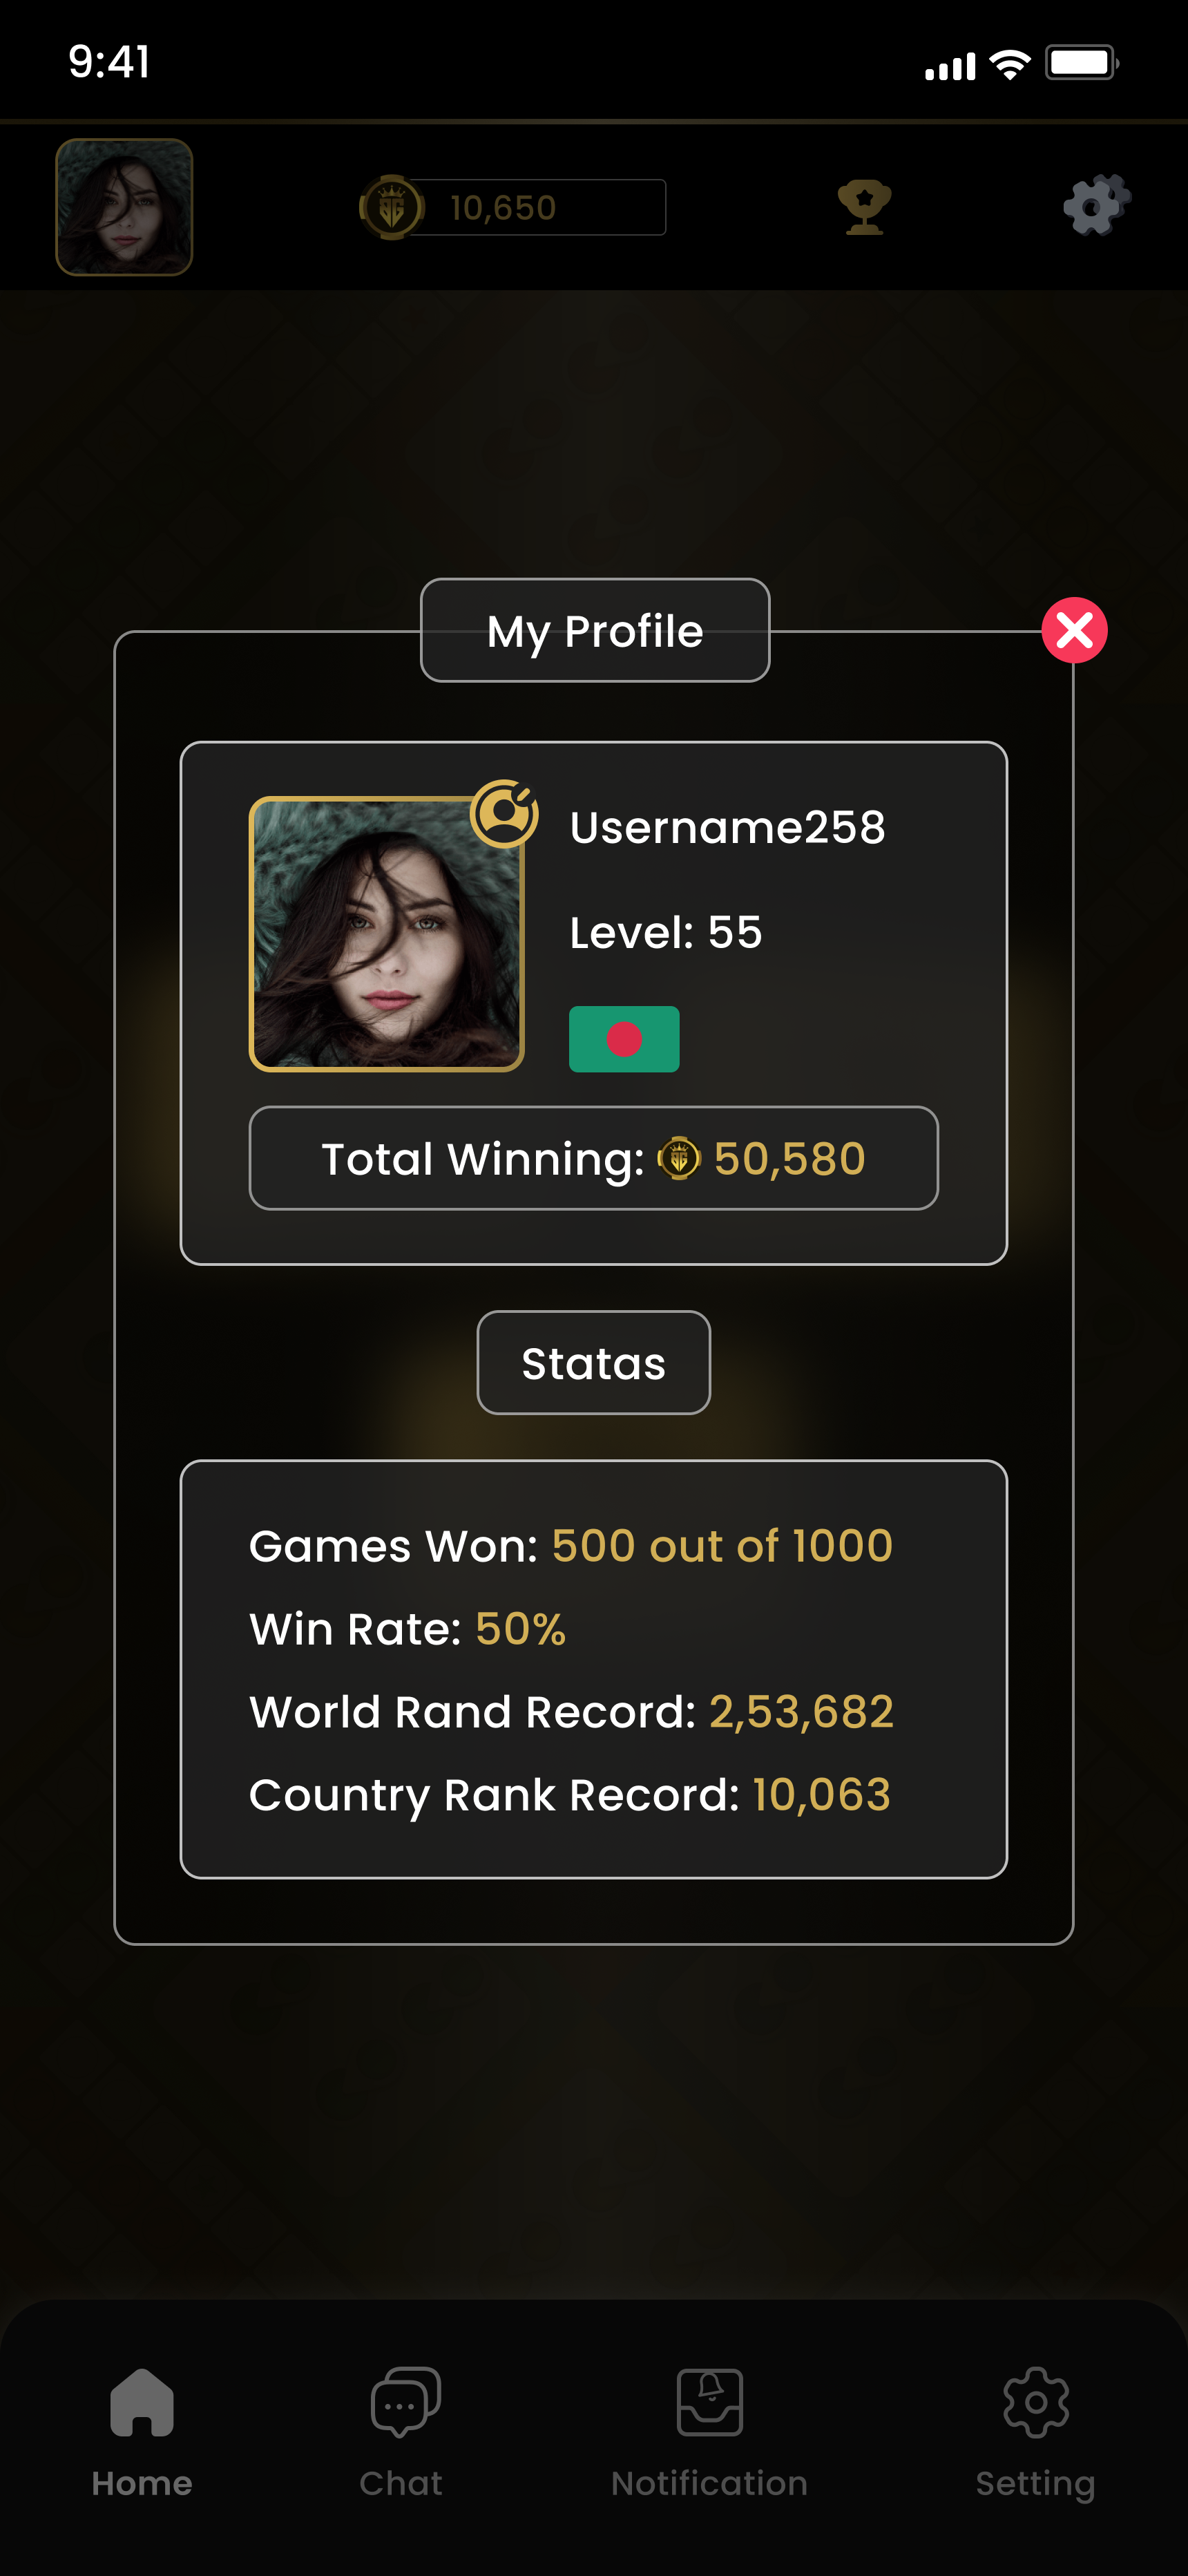 9:41
10,650
My Profile
Username258
Level: 55
Total Winning: 50,580
Statas
Games Won: 500 out of 1000
Win Rate: 50%
World Rand Record: 2,53,682
Country Rank Record: 10,063
Home Chat Notification Setting